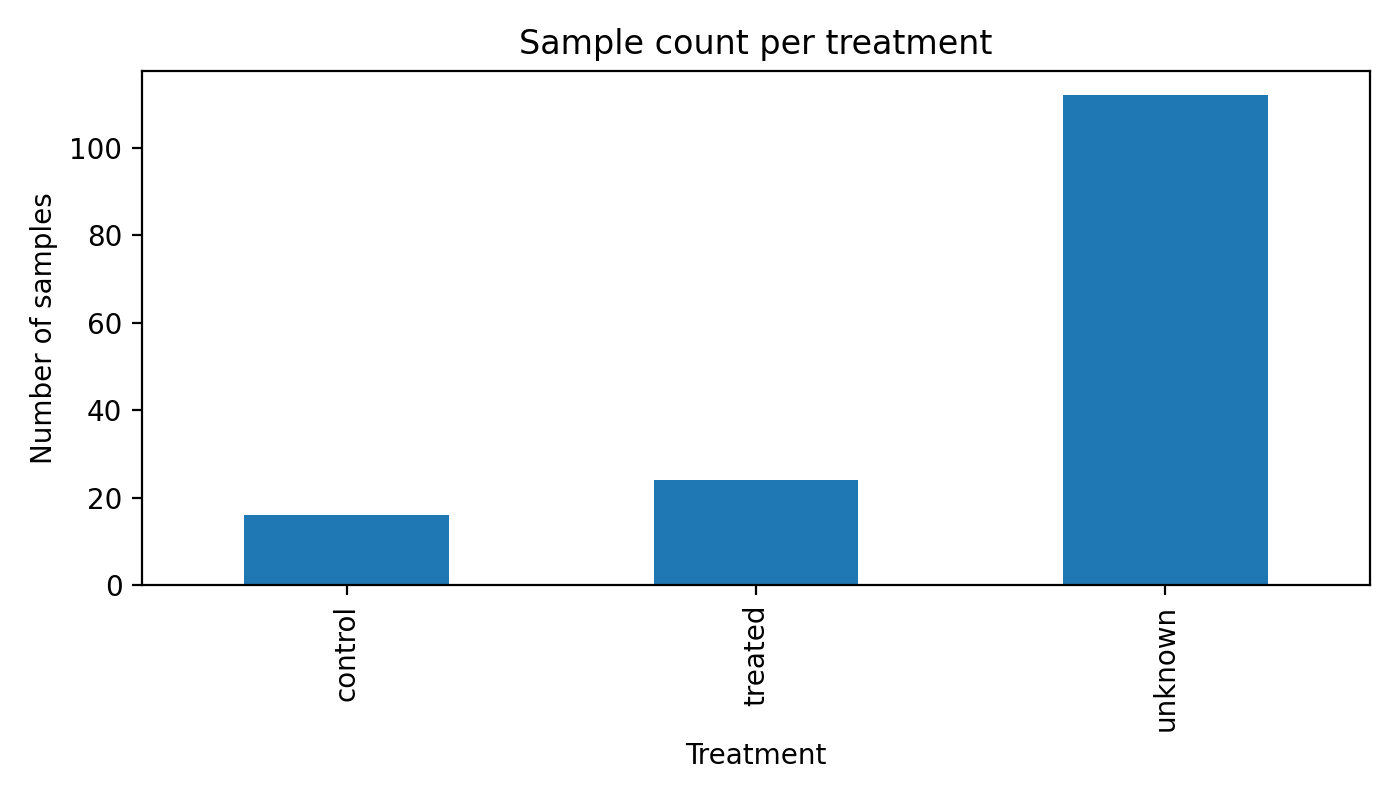 Sample count per treatment
Number of samples
100
80
60
40
20
0
control
treated
unknown
Treatment